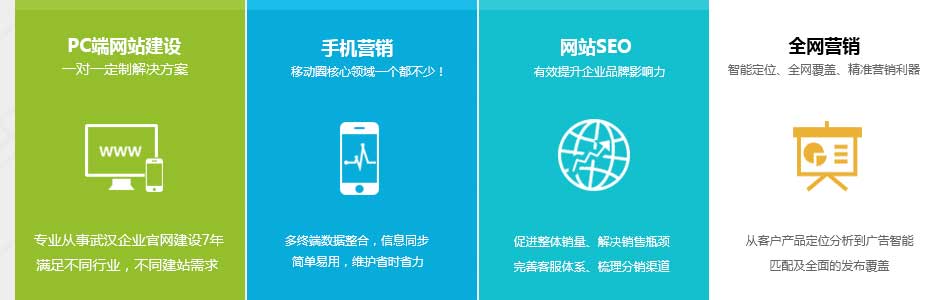 PC端网站建设
一对一定制解决方案
www
专业从事武汉企业官网建设7年
满足不同行业，不同建站需求
手机营销
移动圈核心领域一个都不少！
多终端数据整合，信息同步
简单易用，维护省时省力
网站SEO
有效提升企业品牌影响力
促进整体销量、解决销售瓶颈
完善客服体系、梳理分销渠道
全网营销
智能定位、全网覆盖、精准营销利器
从客户产品定位分析到广告智能
匹配及全面的发布覆盖